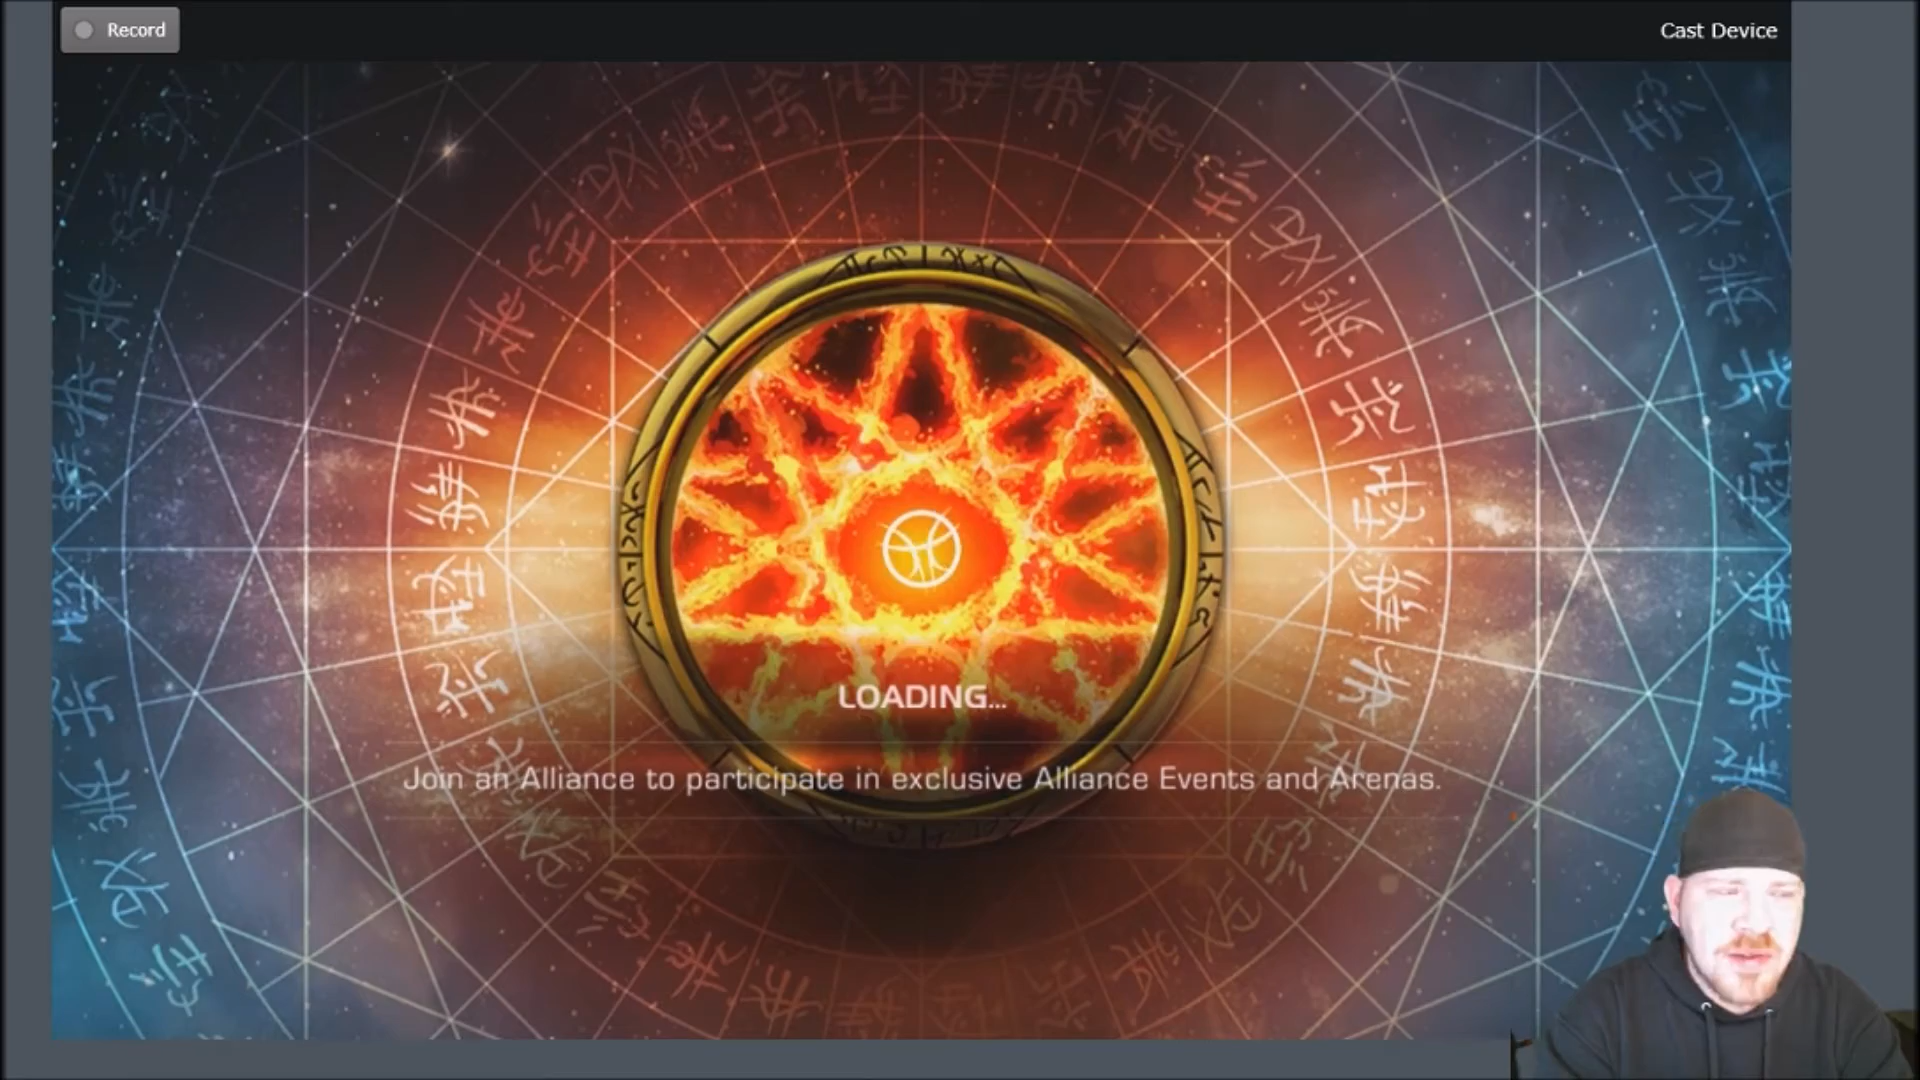 Record
Cast Device
LOADING...
Join an Alliance to participate in exclusive Alliance Events and Arenas.